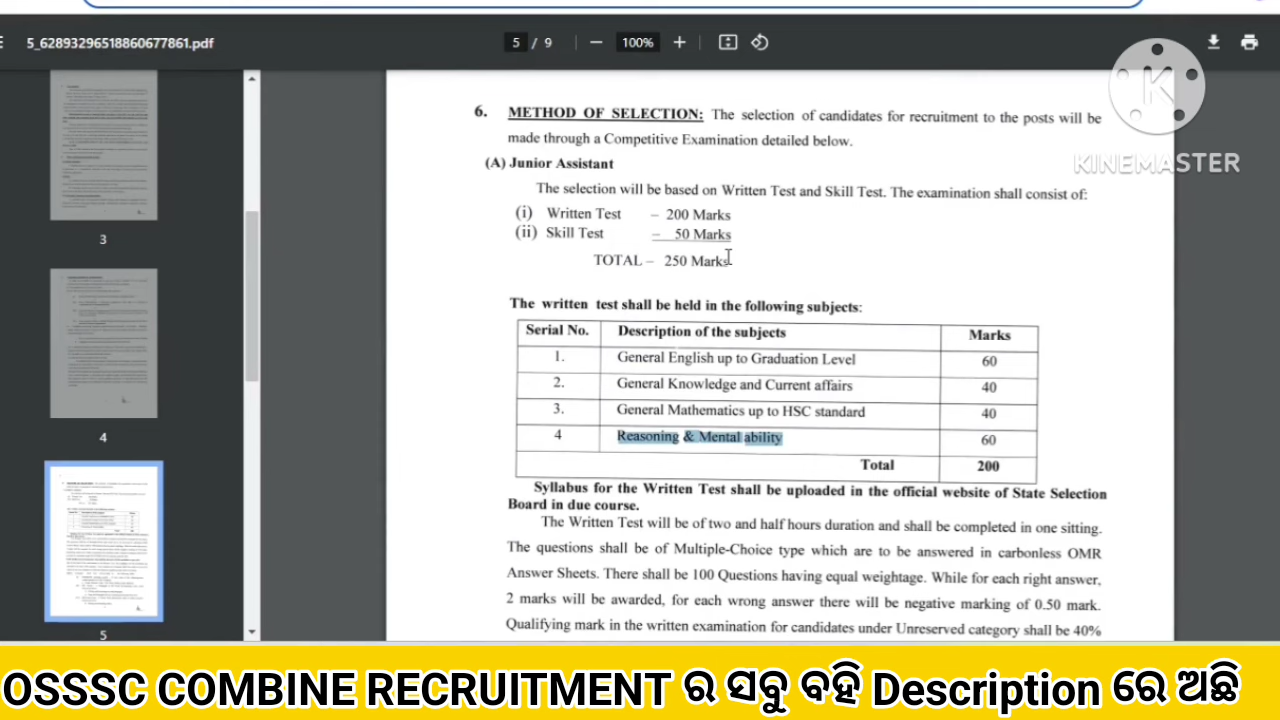 5_62893296518860677861.pdf
5 / 9
100%
K
KINEMASTER
3
4
5
6. METHOD OF SELECTION: The selection of candidates for recruitment to the posts will be
made through a Competitive Examination detailed below.
(A) Junior Assistant
The selection will be based on Written Test and Skill Test. The examination shall consist of:
(i) Written Test – 200 Marks
(ii) Skill Test – 50 Marks
TOTAL – 250 Marks
The written test shall be held in the following subjects:
Serial No. Description of the subjects Marks
1. General English up to Graduation Level 60
2. General Knowledge and Current affairs 40
3. General Mathematics up to HSC standard 40
4 Reasoning & Mental ability 60
Total 200
Syllabus for the Written Test shall be uploaded in the official website of State Selection
Board in due course.
The Written Test will be of two and half hours duration and shall be completed in one sitting.
The questions shall be of Multiple-Choice type which are to be answered in carbonless OMR
Answer Sheets. There shall be 100 Questions having equal weightage. While for each right answer,
2 marks will be awarded, for each wrong answer there will be negative marking of 0.50 mark.
Qualifying mark in the written examination for candidates under Unreserved category shall be 40%
OSSSC COMBINE RECRUITMENT ର ସବୁ ବହି Description ରେ ଅଛି